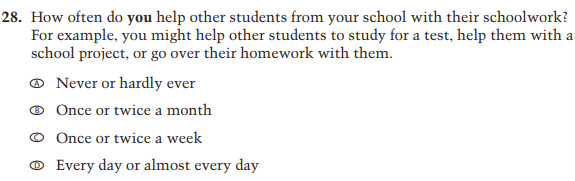 28. How often do you help other students from your school with their schoolwork?
For example, you might help other students to study for a test, help them with a
school project, or go over their homework with them.
A Never or hardly ever
B Once or twice a month
C Once or twice a week
D Every day or almost every day